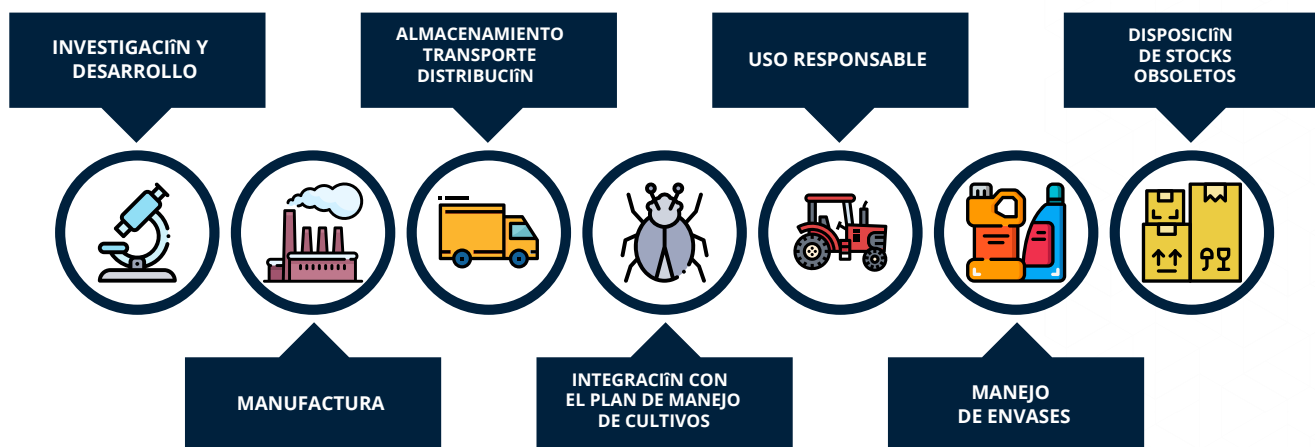 INVESTIGACIîN Y
DESARROLLO
MANUFACTURA
ALMACENAMIENTO
TRANSPORTE
DISTRIBUCIîN
INTEGRACIîN CON
EL PLAN DE MANEJO
DE CULTIVOS
USO RESPONSABLE
MANEJO
DE ENVASES
DISPOSICIîN
DE STOCKS
OBSOLETOS